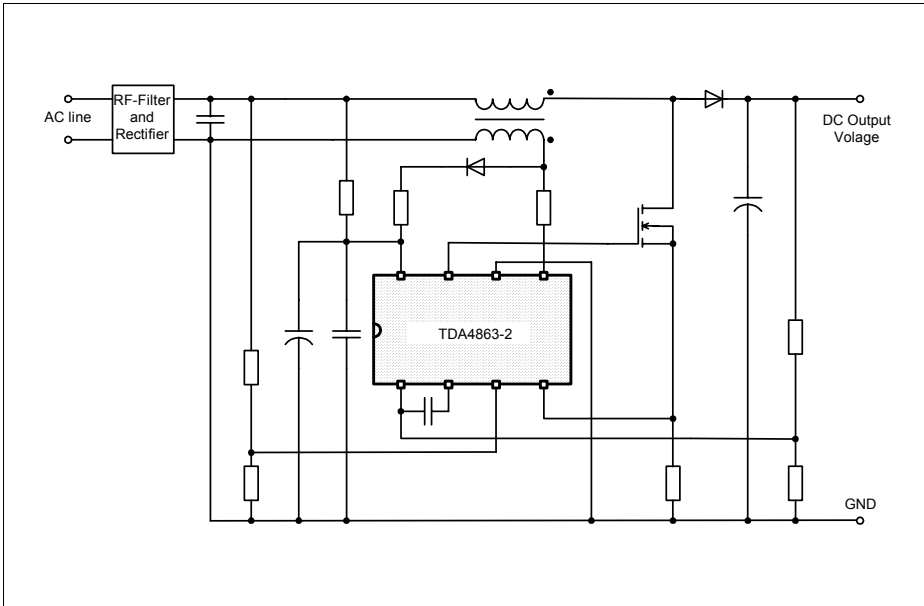 AC line
RF-Filter
and
Rectifier
DC Output
Volage
TDA4863-2
GND